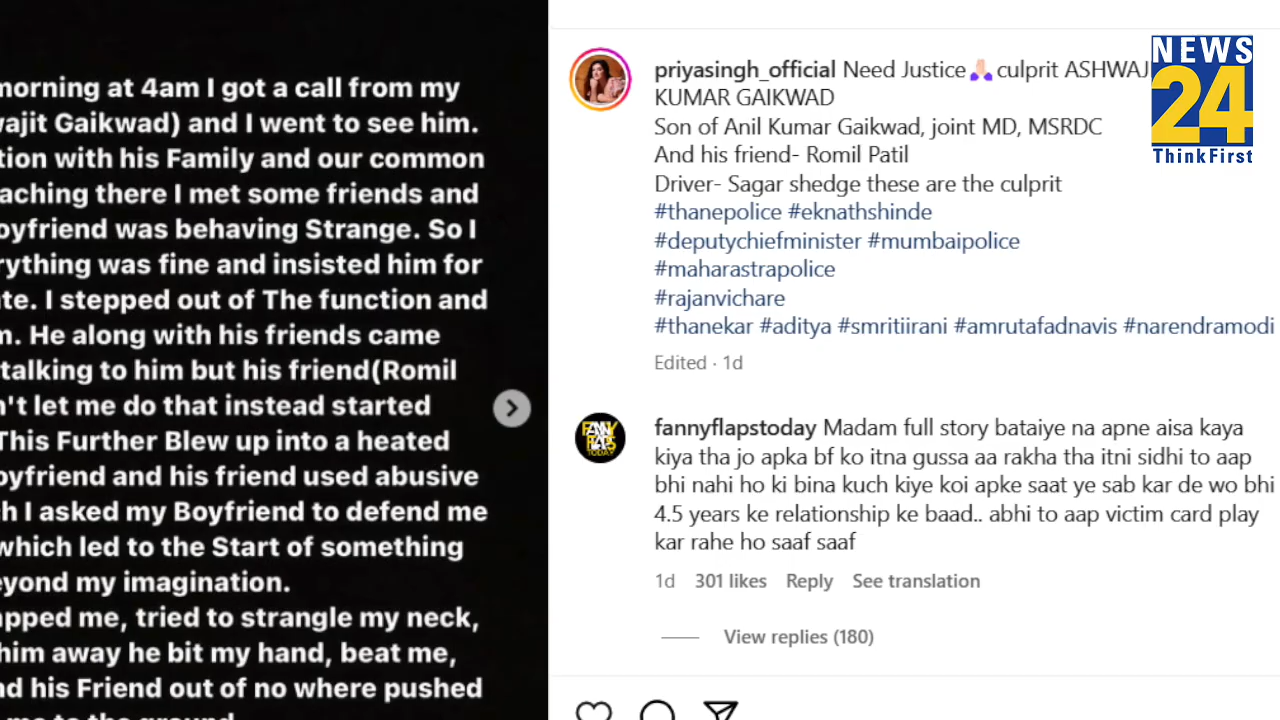 morning at 4am I got a call from my
vajit Gaikwad) and I went to see him.
tion with his Family and our common
aching there I met some friends and
oyfriend was behaving Strange. So I
rything was fine and insisted him for
te. I stepped out of The function and
m. He along with his friends came
talking to him but his friend(Romil
n't let me do that instead started
This Further Blew up into a heated
oyfriend and his friend used abusive
h I asked my Boyfriend to defend me
which led to the Start of something
eyond my imagination.
apped me, tried to strangle my neck,
him away he bit my hand, beat me,
nd his Friend out of no where pushed
me to the ground
priyasingh_official Need Justice🙏🏻culprit ASHWAJ
KUMAR GAIKWAD
Son of Anil Kumar Gaikwad, joint MD, MSRDC
And his friend- Romil Patil
Driver- Sagar shedge these are the culprit
#thanepolice #eknathshinde
#deputychiefminister #mumbaipolice
#maharastrapolice
#rajanvichare
#thanekar #aditya #smritiirani #amrutafadnavis #narendramodi
Edited · 1d
FANNY
FLAPS
TODAY
fannyflapstoday Madam full story bataiye na apne aisa kaya
kiya tha jo apka bf ko itna gussa aa rakha tha itni sidhi to aap
bhi nahi ho ki bina kuch kiye koi apke saat ye sab kar de wo bhi
4.5 years ke relationship ke baad.. abhi to aap victim card play
kar rahe ho saaf saaf
1d 301 likes Reply See translation
View replies (180)
NEWS
24
ThinkFirst